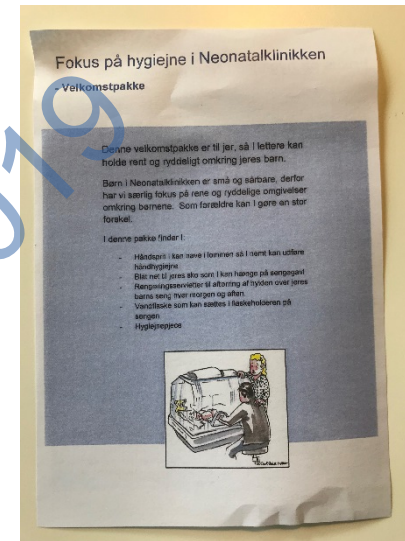 Fokus på hygiejne i Neonatalklinikken
- Velkomstpakke
Denne velkomstpakke er til jer, så I lettere kan
holde rent og ryddeligt omkring jeres barn.
Børn i Neonatalklinikken er små og sårbare, derfor
har vi særlig fokus på rene og ryddelige omgivelser
omkring børnene. Som forældre kan I gøre en stor
forskel.
I denne pakke finder I:
- Håndsprit I kan have i lommen så I nemt kan udføre
håndhygiejne
- Blåt net til jeres sko som I kan hænge på sengegavl
- Rengøringsservietter til aftørring af hylden over jeres
barns seng hver morgen og aften
- Vandflaske som kan sættes i flaskeholderen på
sengen
- Hygiejnepjece
019